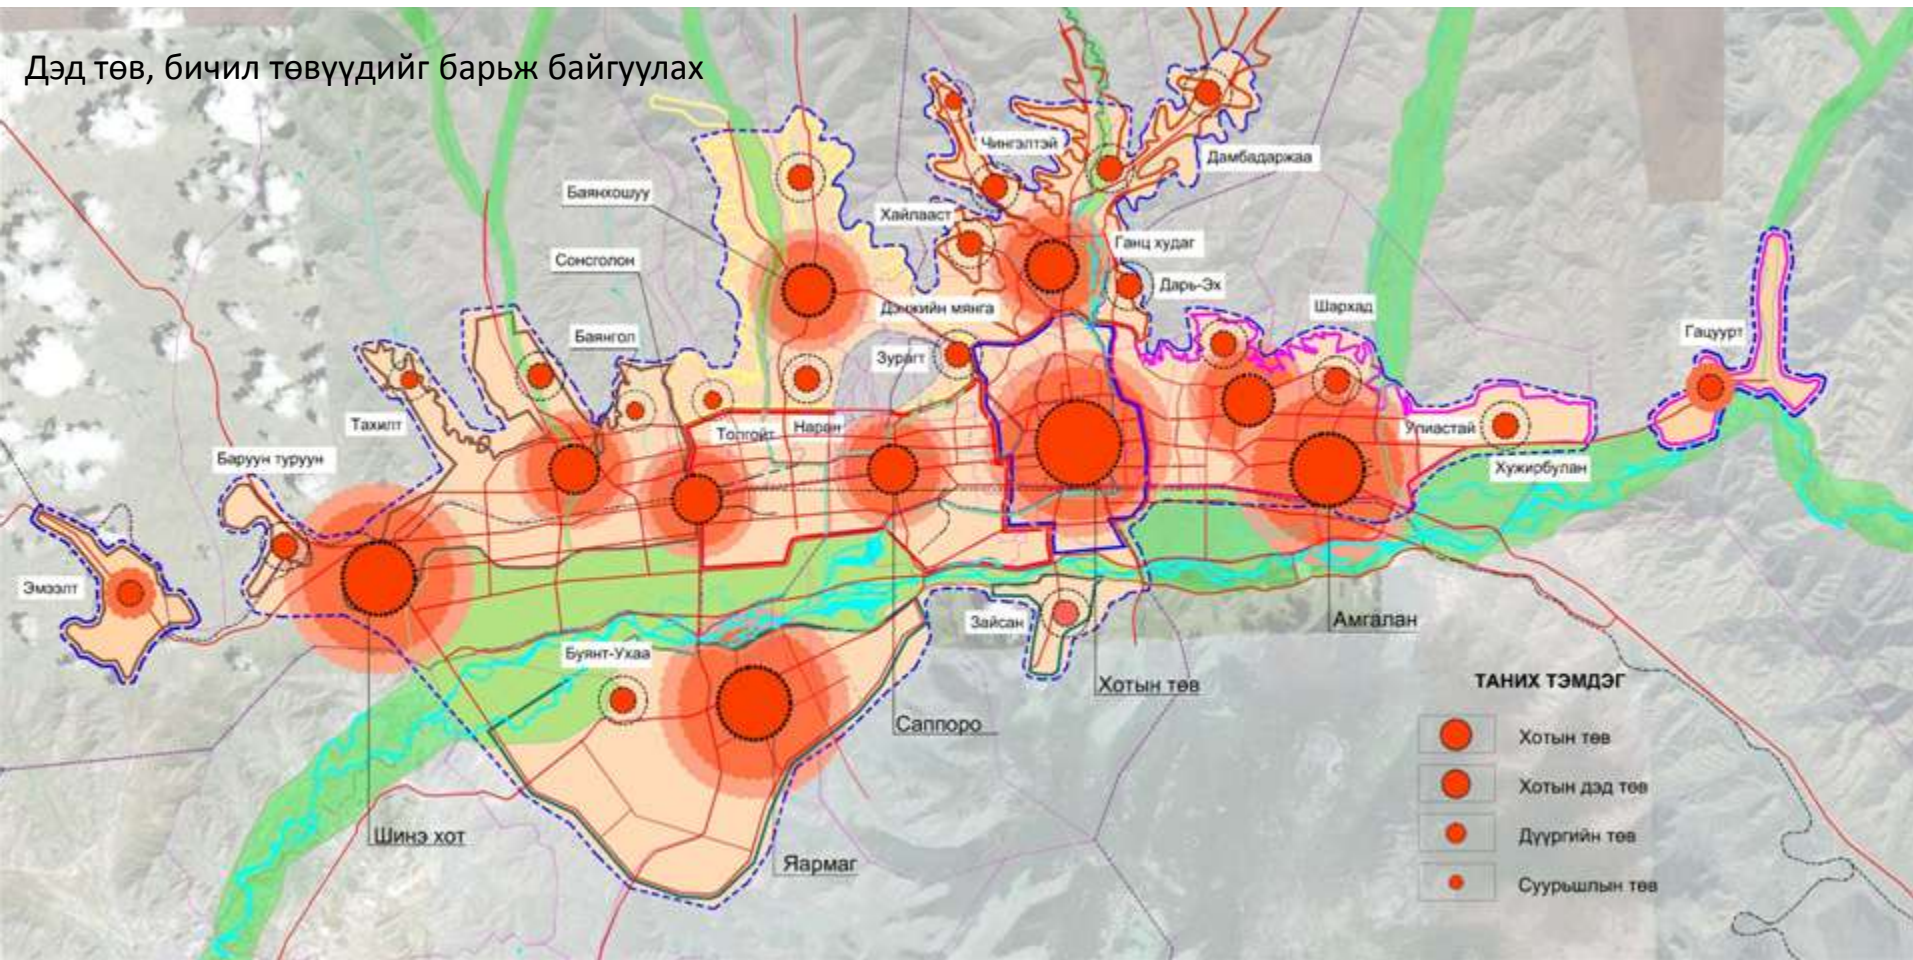 Дэд төв, бичил төвүүдийг барьж байгуулах
Чингэлтэй
Дамбадаржаа
Баянхошуу
Хайлааст
Ганц худаг
Сонсголон
Дарь-Эх
Дэнжийн мянга
Шархад
Гацуурт
Баянгол
Зурагт
Тахилт
Толгойт
Наран
Улиастай
Баруун туруун
Хужирбулан
Эмээлт
Зайсан
Амгалан
Буянт-Ухаа
Хотын төв
Саппоро
Шинэ хот
Яармаг
ТАНИХ ТЭМДЭГ
Хотын төв
Хотын дэд төв
Дүүргийн төв
Суурьшлын төв